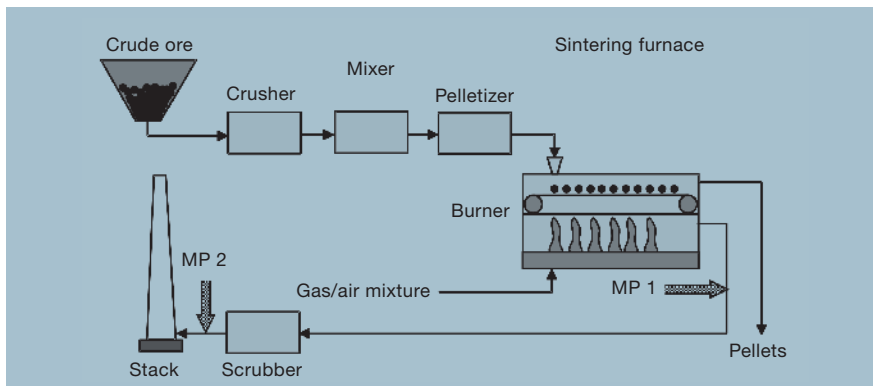 Crude ore
Sintering furnace
Mixer
Crusher
Pelletizer
Burner
MP 2
Gas/air mixture
MP 1
Pellets
Stack
Scrubber